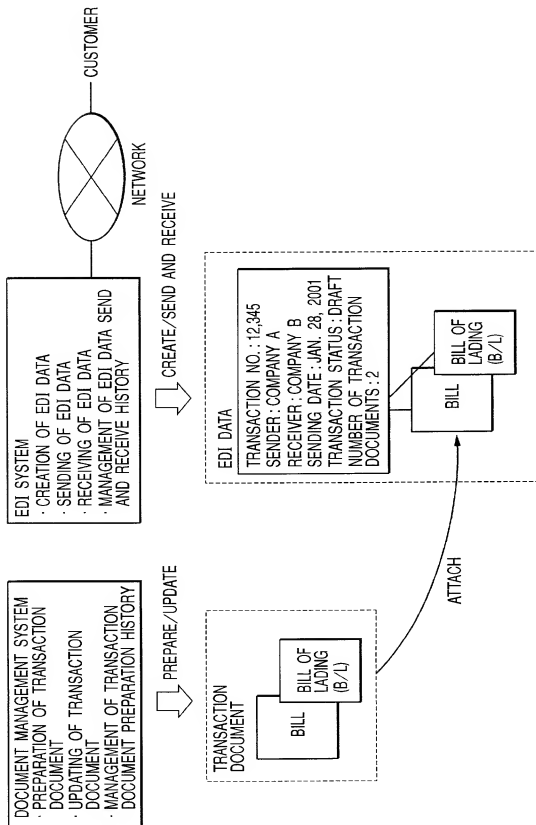 DOCUMENT MANAGEMENT SYSTEM
· PREPARATION OF TRANSACTION
DOCUMENT
· UPDATING OF TRANSACTION
DOCUMENT
· MANAGEMENT OF TRANSACTION
DOCUMENT PREPARATION HISTORY
PREPARE/UPDATE
TRANSACTION
DOCUMENT
BILL
BILL OF
LADING
(B/L)
ATTACH
EDI SYSTEM
· CREATION OF EDI DATA
· SENDING OF EDI DATA
· RECEIVING OF EDI DATA
· MANAGEMENT OF EDI DATA SEND
AND RECEIVE HISTORY
NETWORK
CUSTOMER
CREATE/SEND AND RECEIVE
EDI DATA
TRANSACTION NO. : 12,345
SENDER : COMPANY A
RECEIVER : COMPANY B
SENDING DATE : JAN. 28, 2001
TRANSACTION STATUS : DRAFT
NUMBER OF TRANSACTION
DOCUMENTS : 2
BILL
BILL OF
LADING
(B/L)